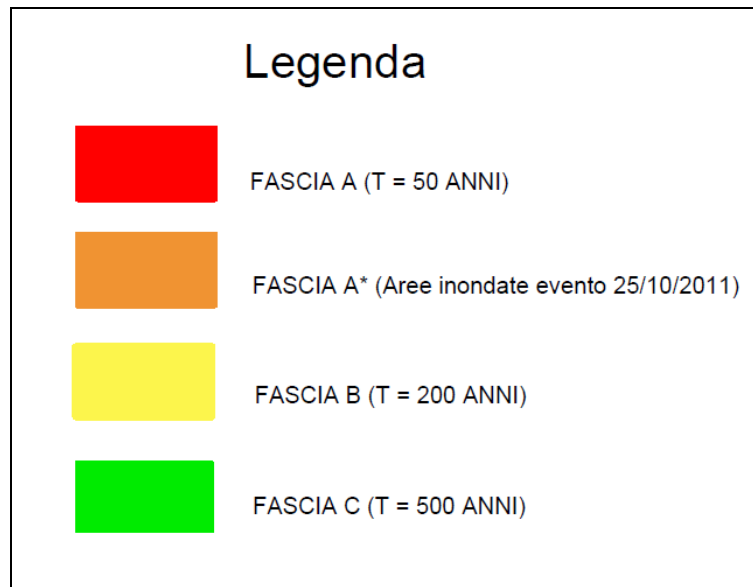 Legenda
FASCIA A (T = 50 ANNI)
FASCIA A* (Aree inondate evento 25/10/2011)
FASCIA B (T = 200 ANNI)
FASCIA C (T = 500 ANNI)